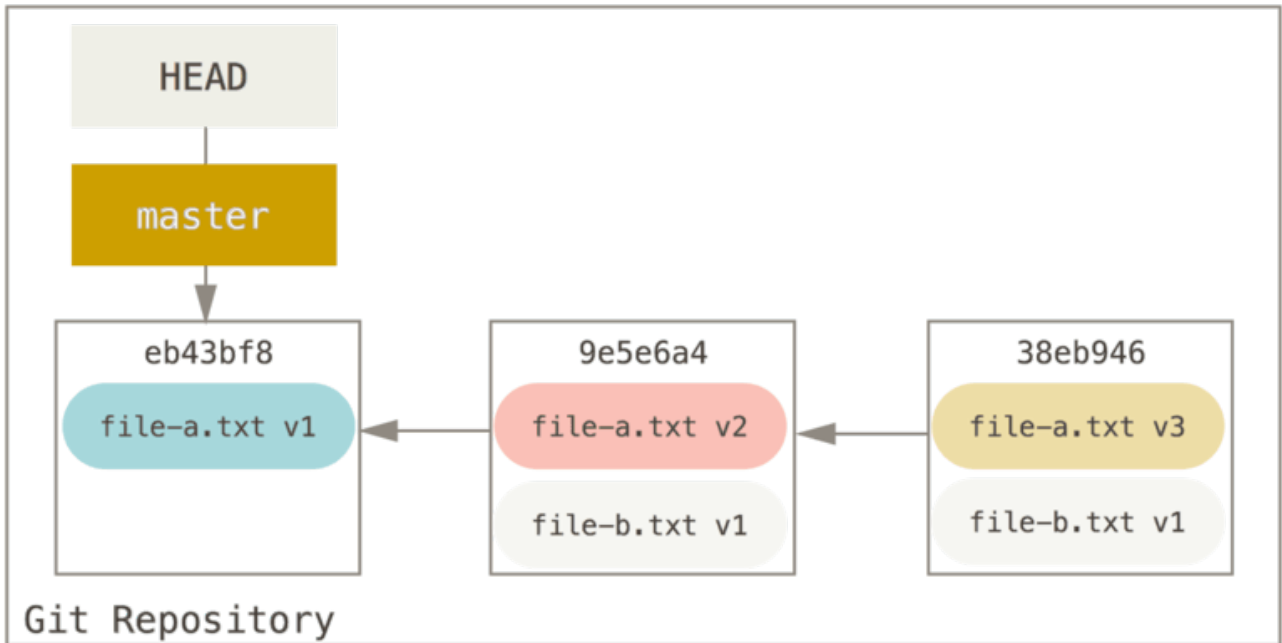 HEAD
master
eb43bf8
file-a.txt v1
9e5e6a4
file-a.txt v2
file-b.txt v1
38eb946
file-a.txt v3
file-b.txt v1
Git Repository